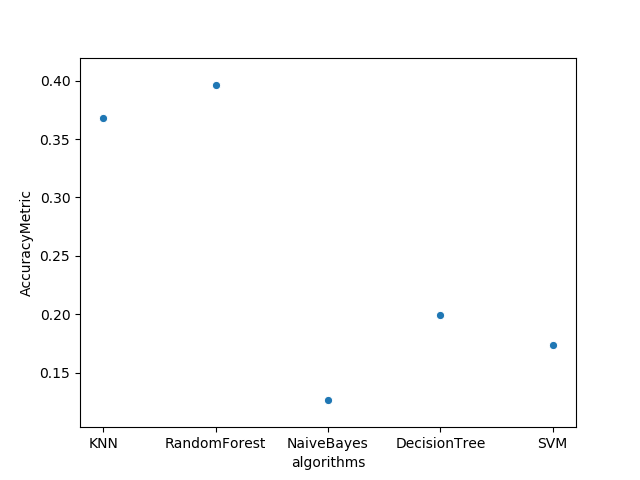 0.40
0.35
0.30
0.25
0.20
0.15
AccuracyMetric
KNN RandomForest NaiveBayes DecisionTree SVM
algorithms